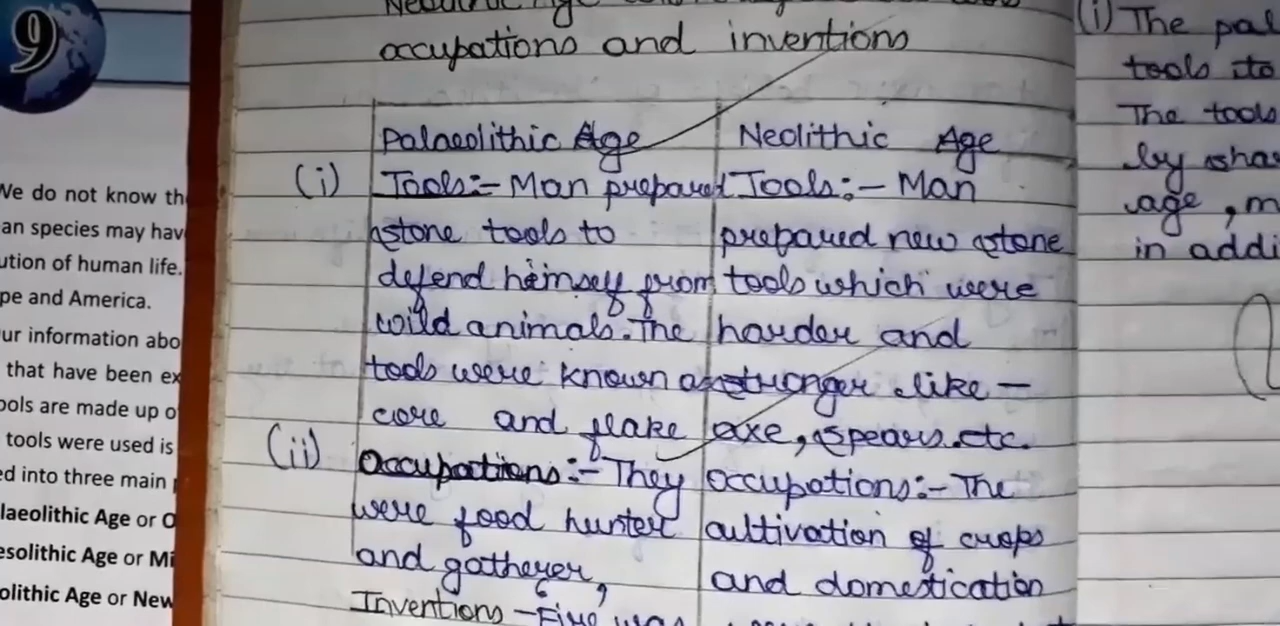 9
We do not know th
an species may hav
ution of human life.
pe and America.
ur information abo
that have been ex
ools are made up o
tools were used is
ed into three main
laeolithic Age or O
esolithic Age or Mi
olithic Age or New
Age
occupations and inventions
Palaeolithic Age
(i) Tools:- Man prepared
stone tools to
defend himself from
wild animals. The
tools were known as
core and flake
(ii) Occupations:- They
were food hunter
and gatherer,
Inventions - Fire was
Neolithic Age
Tools:- Man
prepared new stone
tools which were
harder and
stronger like -
axe, spears etc.
Occupations:- The
cultivation of crops
and domestication
(i) The pal
tools to
The tools
by sha
age, m
in addi